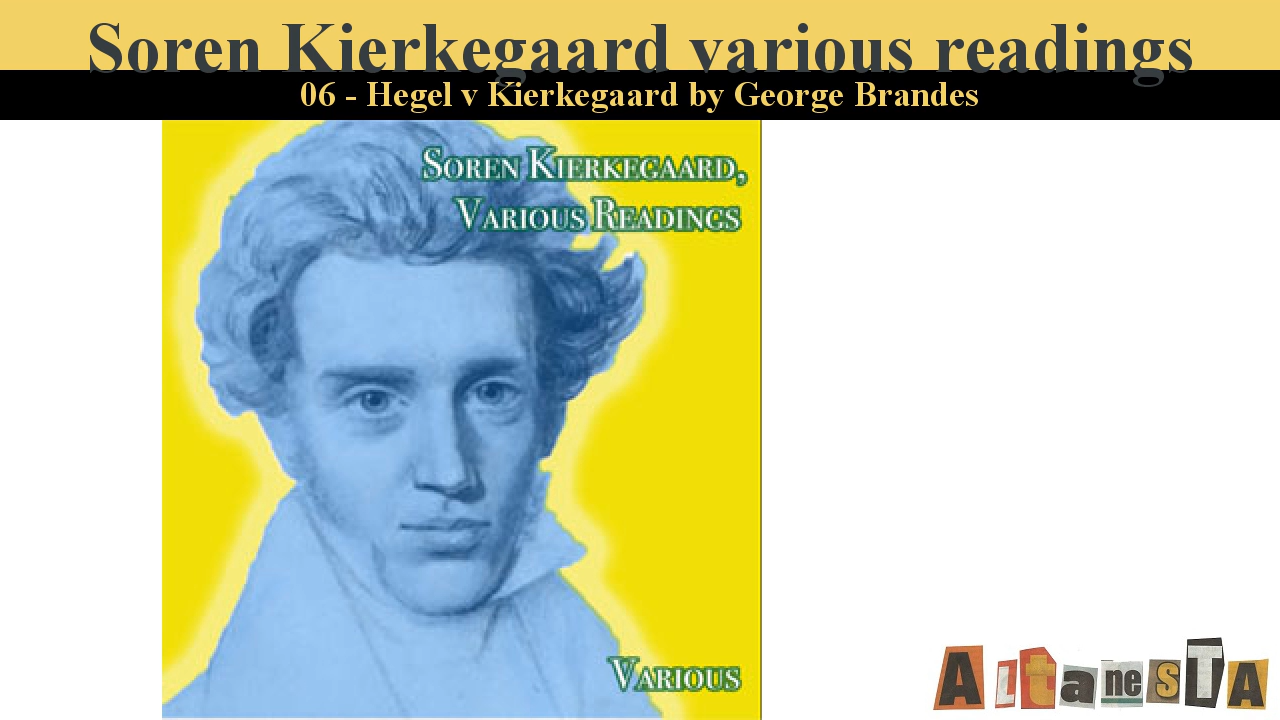 Soren Kierkegaard various readings
06 - Hegel v Kierkegaard by George Brandes
Soren Kierkegaard,
Various Readings
Various
AltaneSTA